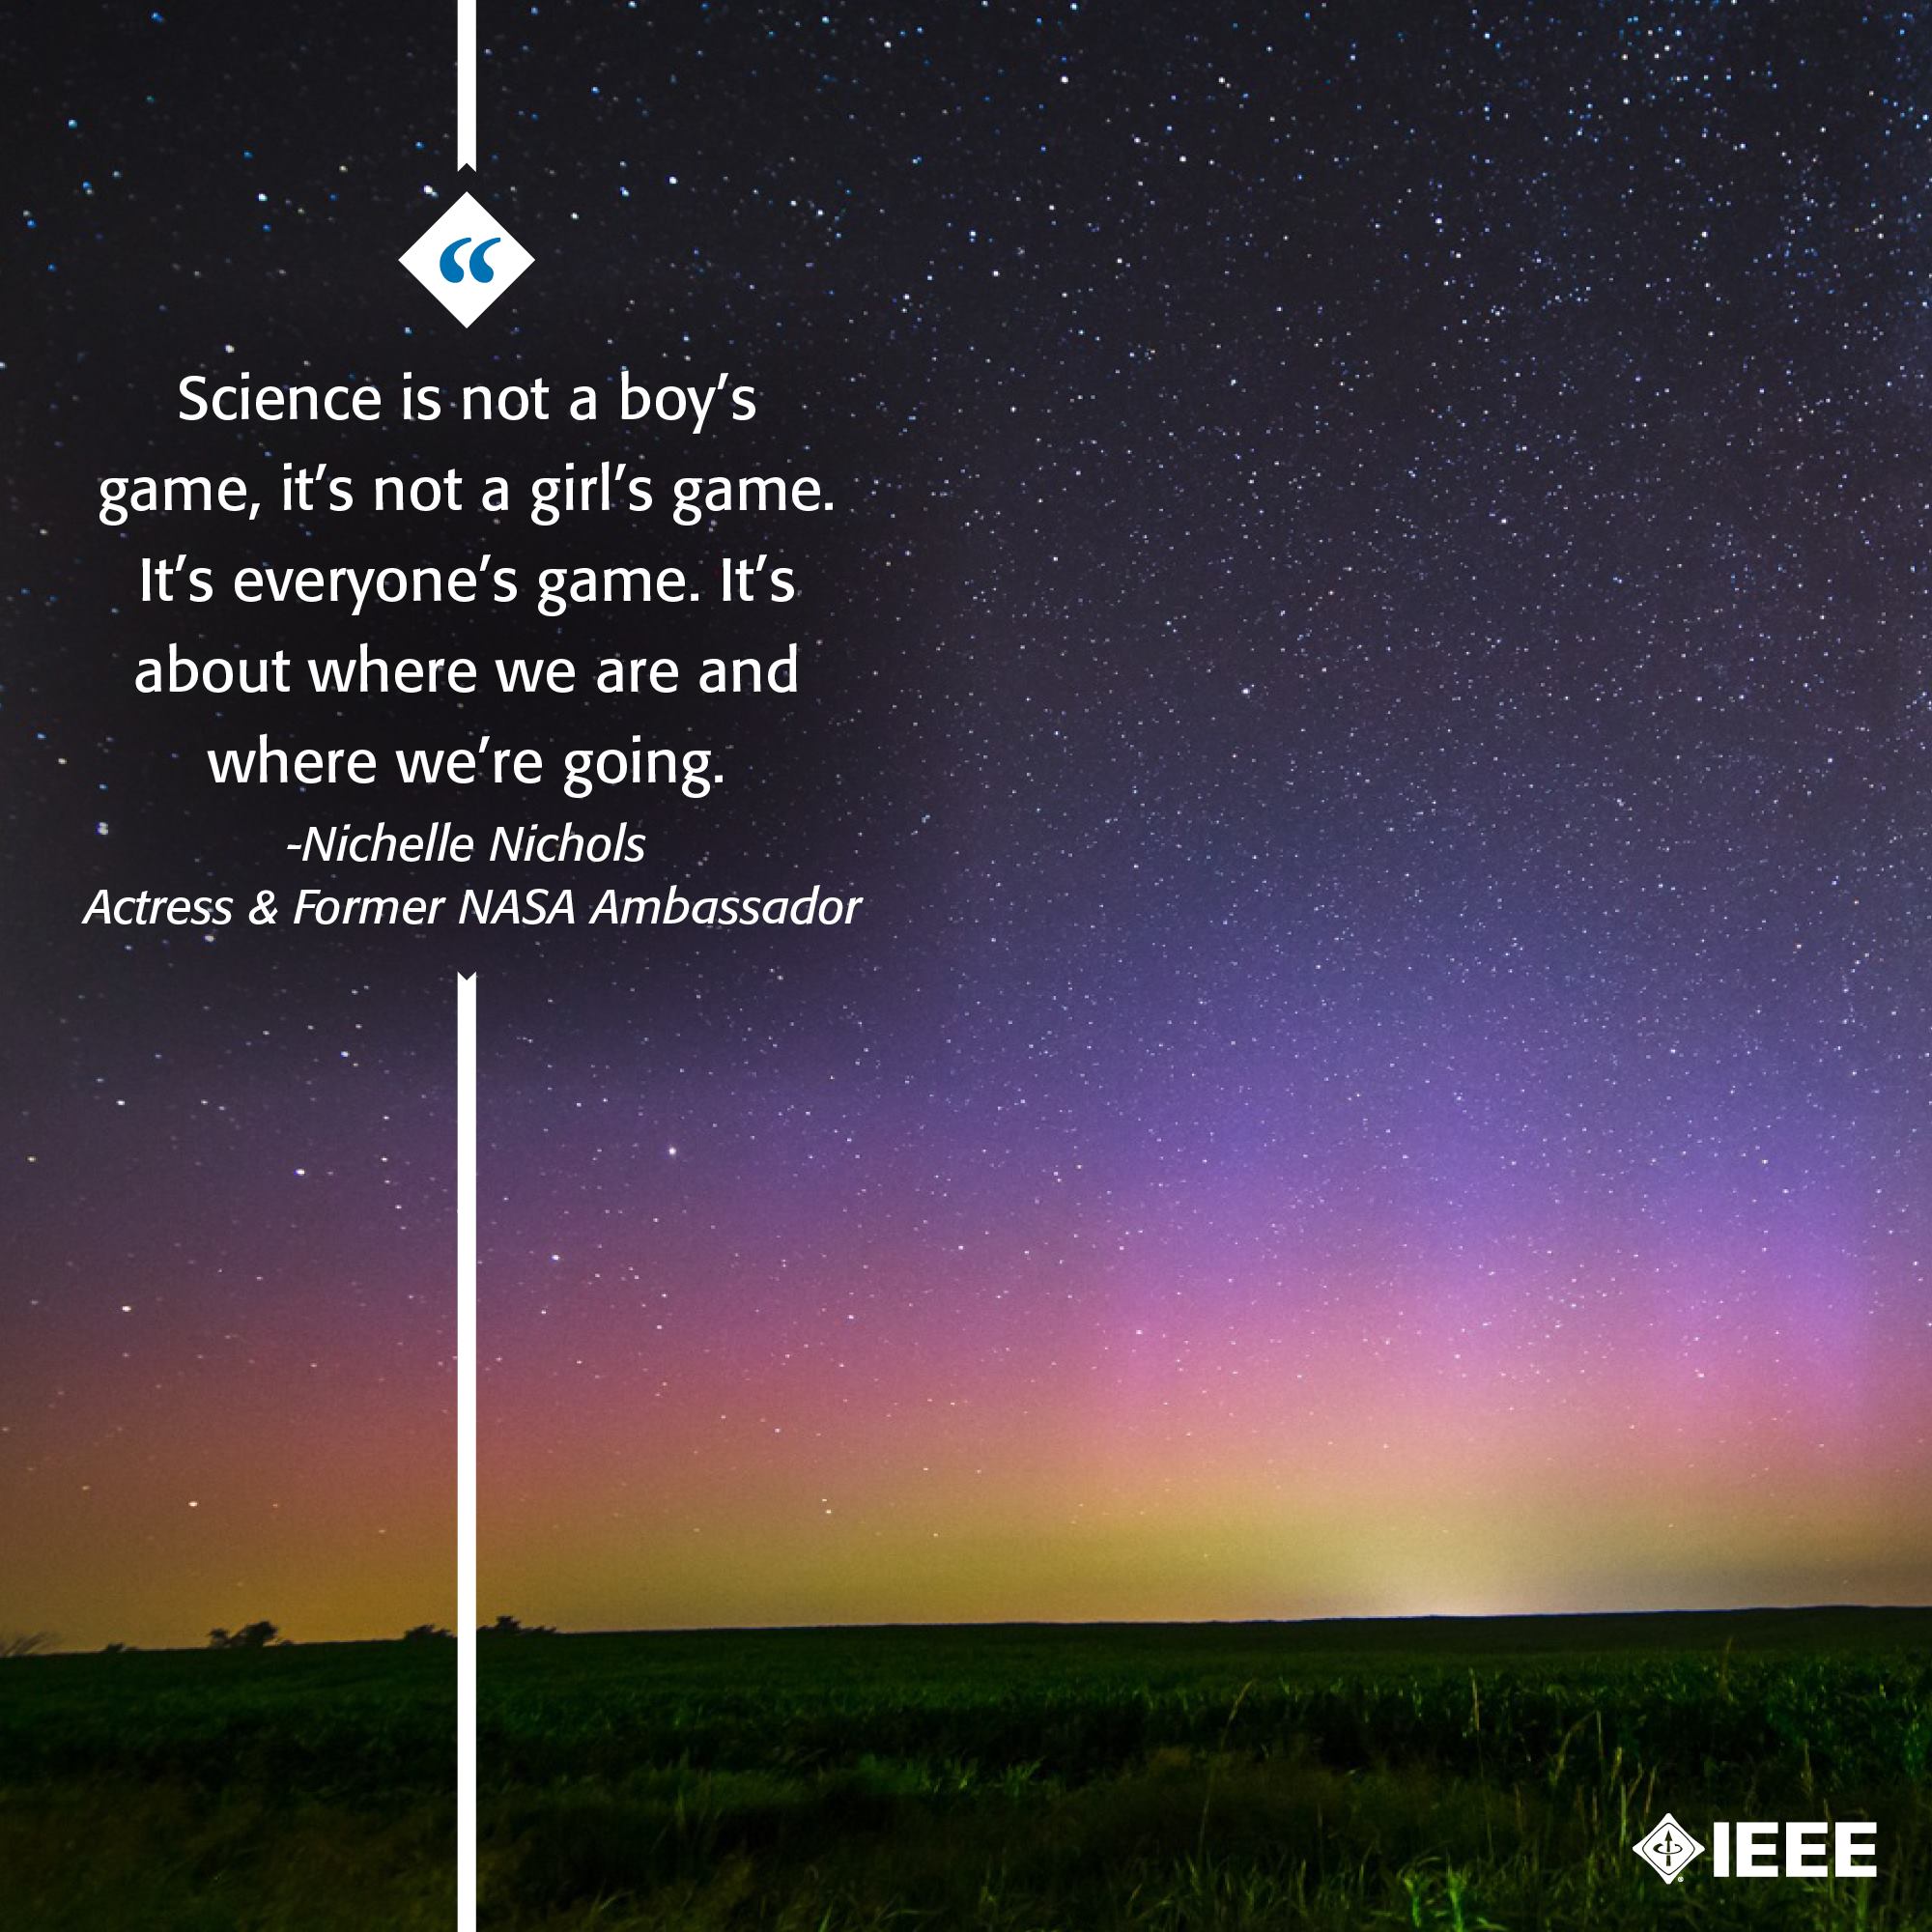 “
Science is not a boy’s
game, it’s not a girl’s game.
It’s everyone’s game. It’s
about where we are and
where we’re going.
-Nichelle Nichols
Actress & Former NASA Ambassador
IEEE